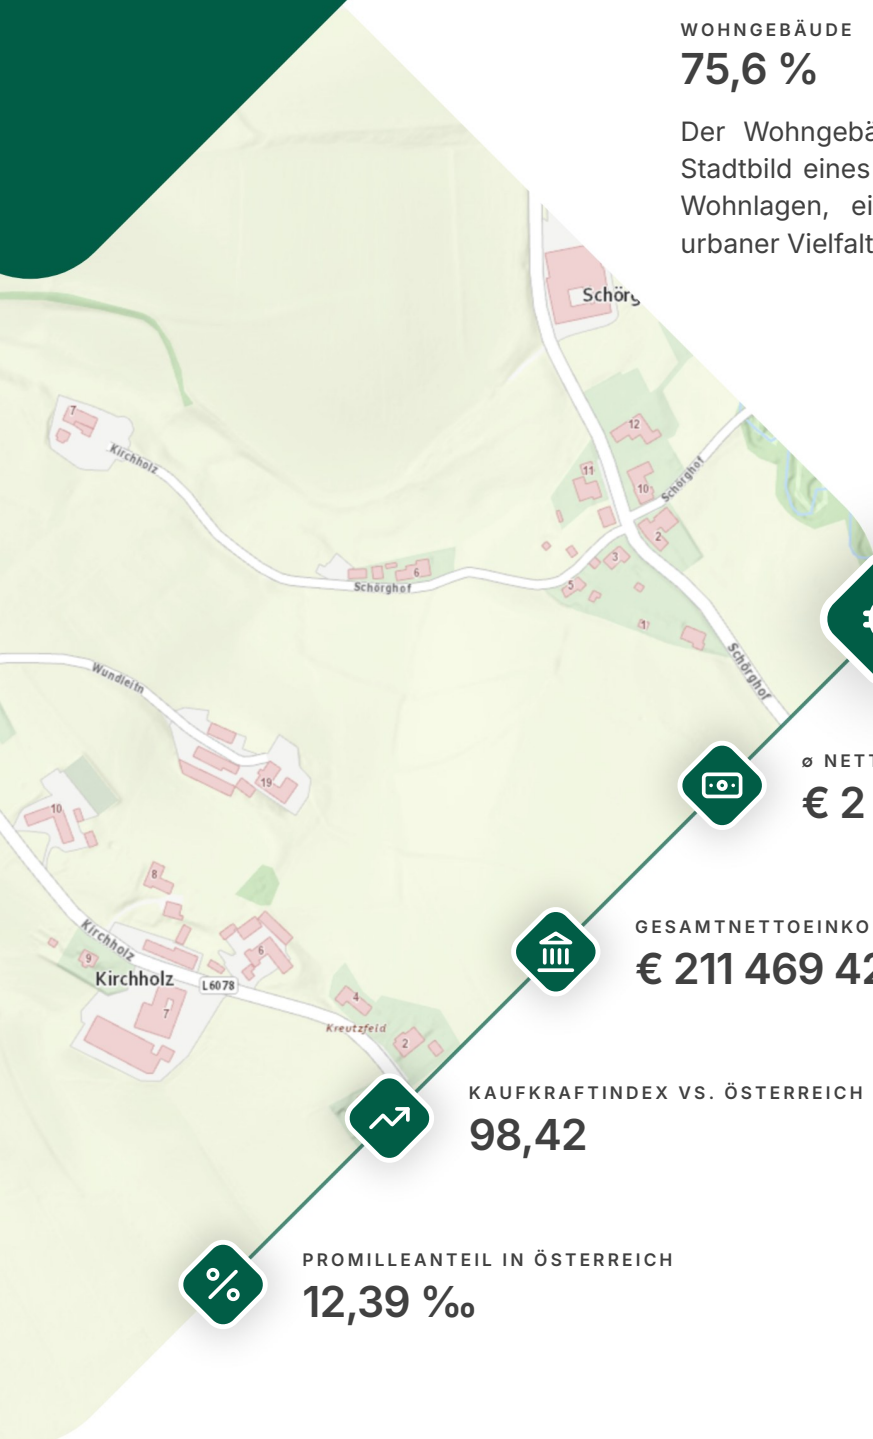 WOHNGEBÄUDE
75,6 %
Der Wohngebä
Stadtbild eines
Wohnlagen, ei
urbaner Vielfalt
Schörg
7
Kirchholz
12
11
10
Schörghof
2
3
6
Schörghof
5
1
Schörghof
Wundleitn
19
10
8
Kirchholz
6
9
Kirchholz
L6078
7
4
Kreutzfeld
2
ø NETT
€ 2
GESAMTNETTOEINKO
€ 211 469 42
KAUFKRAFTINDEX VS. ÖSTERREICH
98,42
PROMILLEANTEIL IN ÖSTERREICH
12,39 ‰